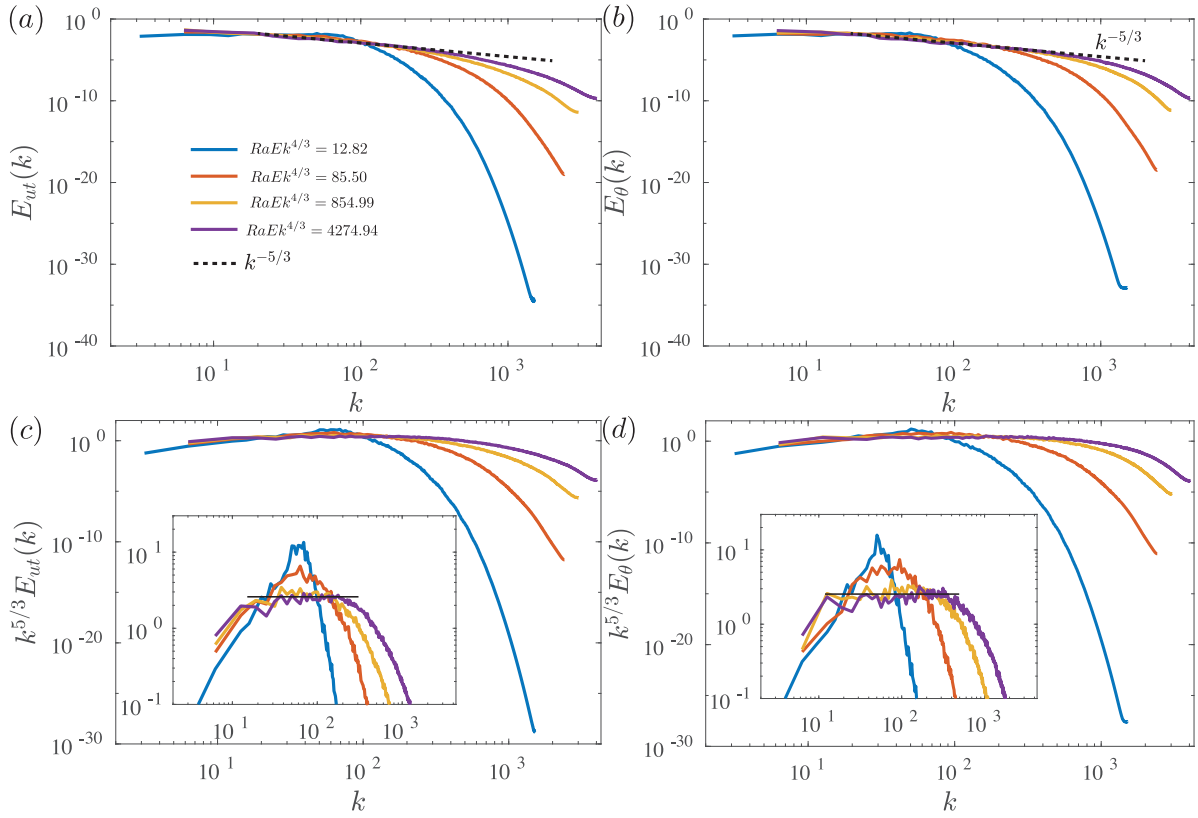 (a)
10^0
10^-10
10^-20
10^-30
10^-40
E_{ut}(k)
RaEk^{4/3} = 12.82
RaEk^{4/3} = 85.50
RaEk^{4/3} = 854.99
RaEk^{4/3} = 4274.94
k^{-5/3}
10^1
10^2
10^3
k
(b)
10^0
10^-10
10^-20
10^-30
10^-40
E_θ(k)
k^{-5/3}
10^1
10^2
10^3
k
(c)
10^0
10^-10
10^-20
10^-30
k^{5/3} E_{ut}(k)
10^1
10^0
10^-1
10^1
10^2
10^3
10^1
10^2
10^3
k
(d)
10^0
10^-10
10^-20
10^-30
k^{5/3} E_θ(k)
10^1
10^0
10^-1
10^1
10^2
10^3
10^1
10^2
10^3
k